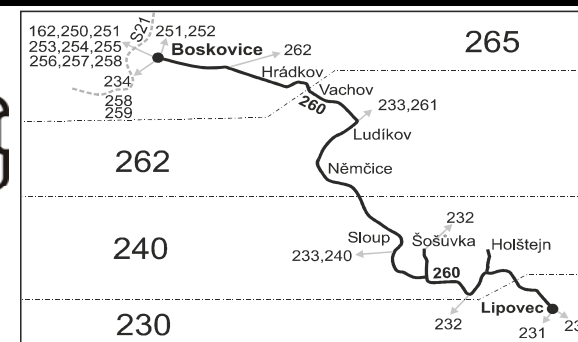 162,250,251
S21
251,252
253,254,255
Boskovice
262
265
256,257,258
234
Hrádkov
Vachov
258
259
260
233,261
Ludíkov
262
Němčice
232
Sloup
Šošůvka
Holštejn
240
233,240
260
Lipovec
230
232
231